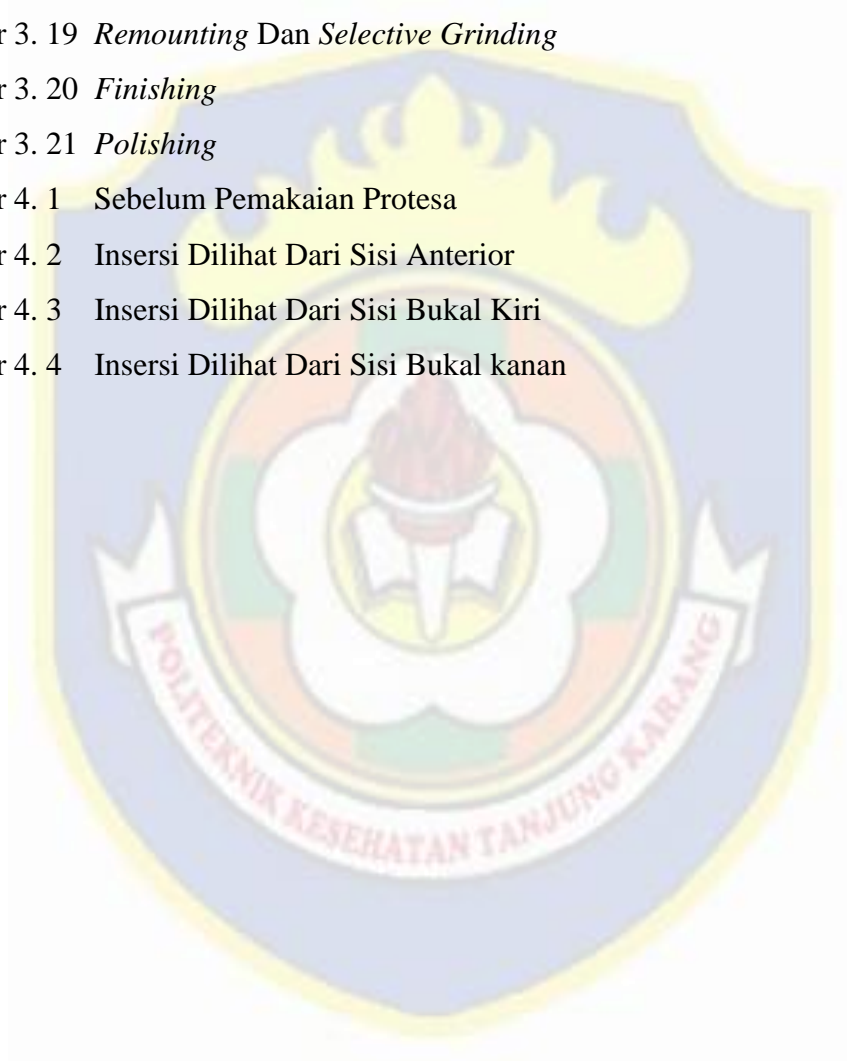 r 3. 19 Remounting Dan Selective Grinding
r 3. 20 Finishing
r 3. 21 Polishing
r 4. 1 Sebelum Pemakaian Protesa
r 4. 2 Insersi Dilihat Dari Sisi Anterior
r 4. 3 Insersi Dilihat Dari Sisi Bukal Kiri
r 4. 4 Insersi Dilihat Dari Sisi Bukal kanan
POLITEKNIK KESEHATAN TANJUNG KARANG